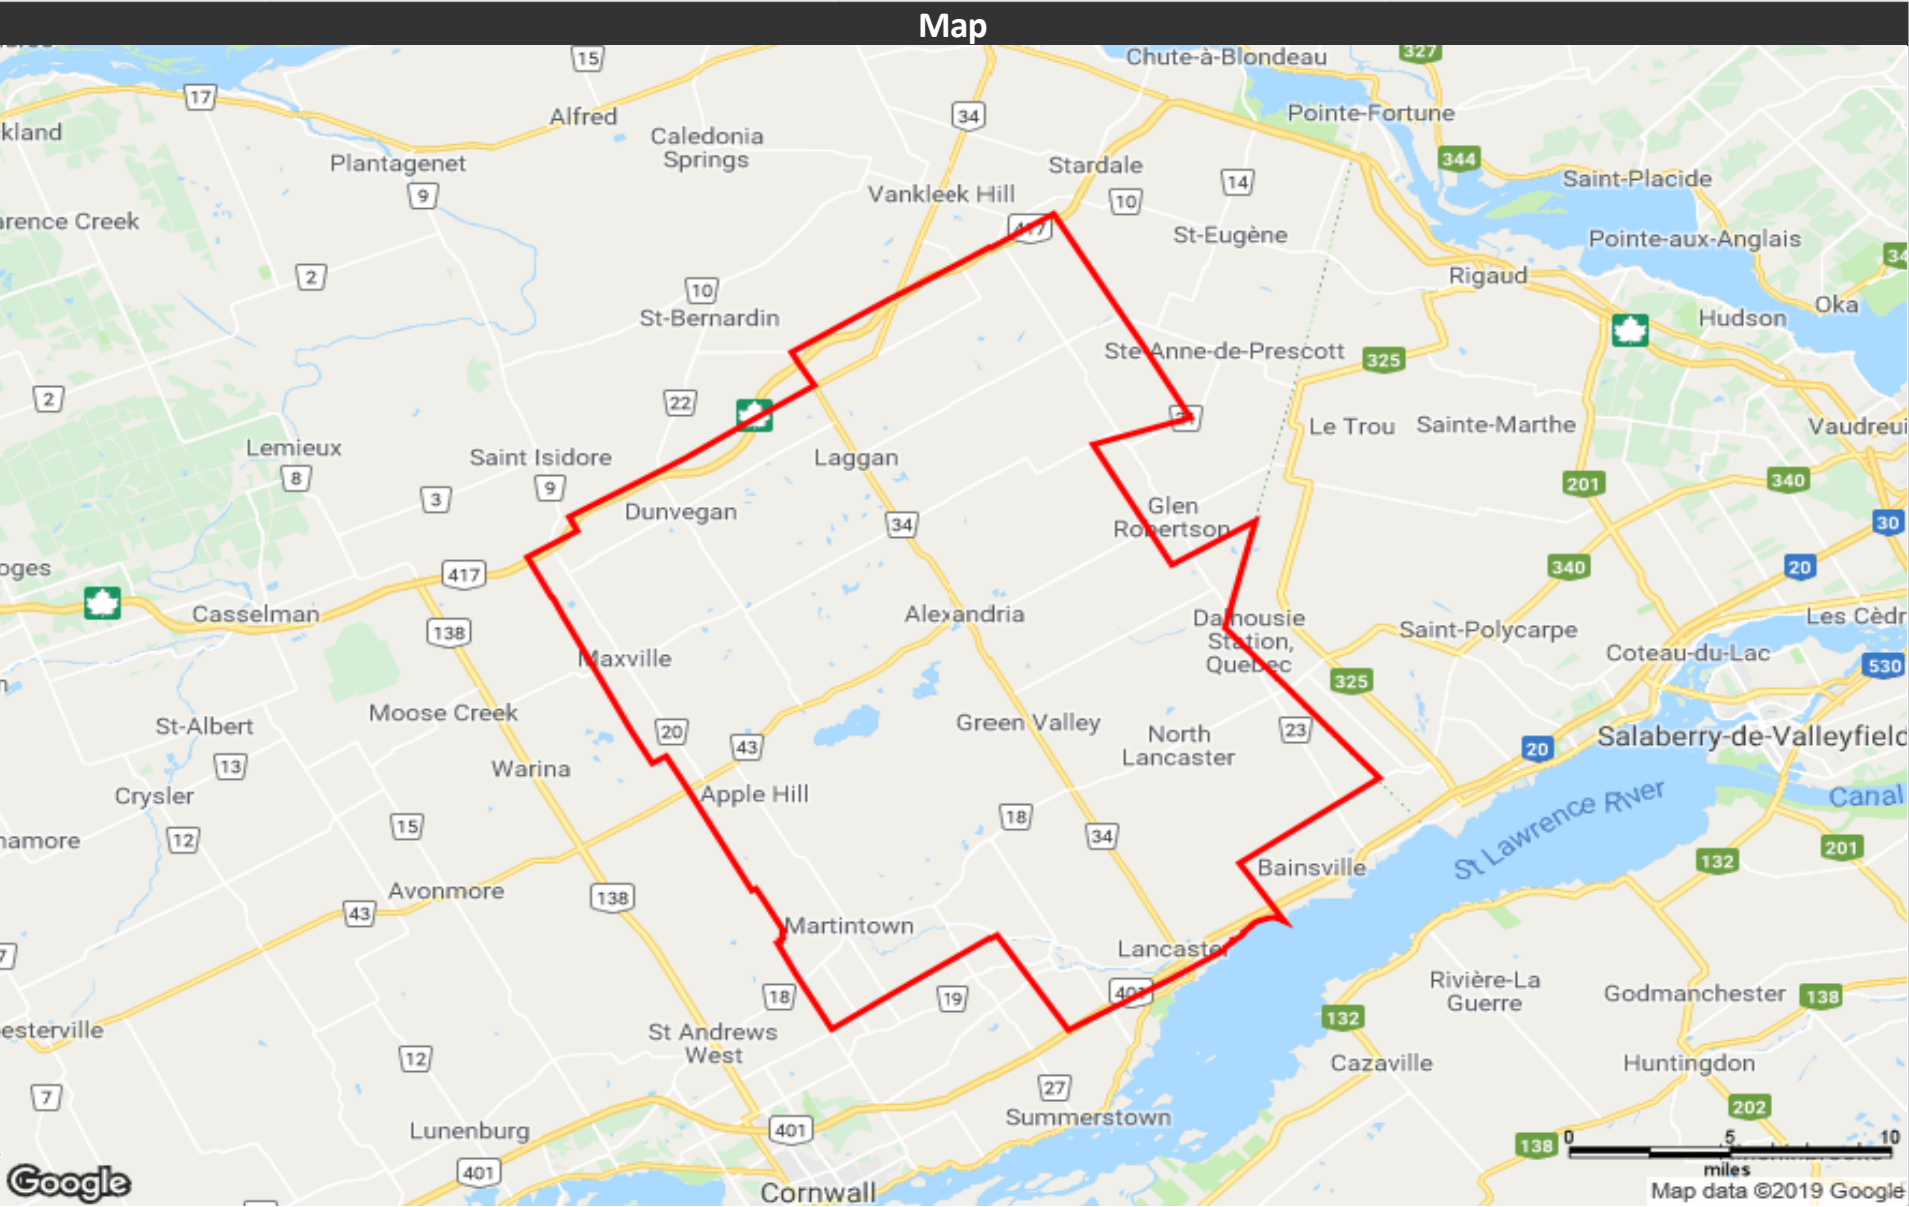 Map
327
15
Chute-à-Blondeau
17
Pointe-Fortune
34
Alfred
kland
Caledonia
Springs
Plantagenet
Stardale
344
Saint-Placide
9
14
Vankleek Hill
10
arence Creek
417
St-Eugène
Pointe-aux-Anglais
34
2
Rigaud
10
Oka
St-Bernardin
Hudson
Ste-Anne-de-Prescott
325
2
22
21
Le Trou
Sainte-Marthe
Vaudreui
Lemieux
Saint Isidore
Laggan
8
9
3
201
340
Dunvegan
Glen
Robertson
34
30
oges
417
340
20
Casselman
Alexandria
Dalhousie
Station,
Quebec
Les Cèdr
138
Saint-Polycarpe
Maxville
Coteau-du-Lac
530
325
Moose Creek
St-Albert
20
43
Green Valley
North
Lancaster
23
20
Salaberry-de-Valleyfield
13
Warina
Crysler
Apple Hill
St Lawrence River
Canal
15
18
12
34
namore
201
132
Bainsville
Avonmore
138
43
Martintown
Lancaster
7
401
Rivière-La
Guerre
18
19
Godmanchester
138
esterville
St Andrews
West
132
12
Cazaville
Huntingdon
7
27
202
Summerstown
Lunenburg
401
138
0 5 10
miles
401
Google
Cornwall
Map data ©2019 Google